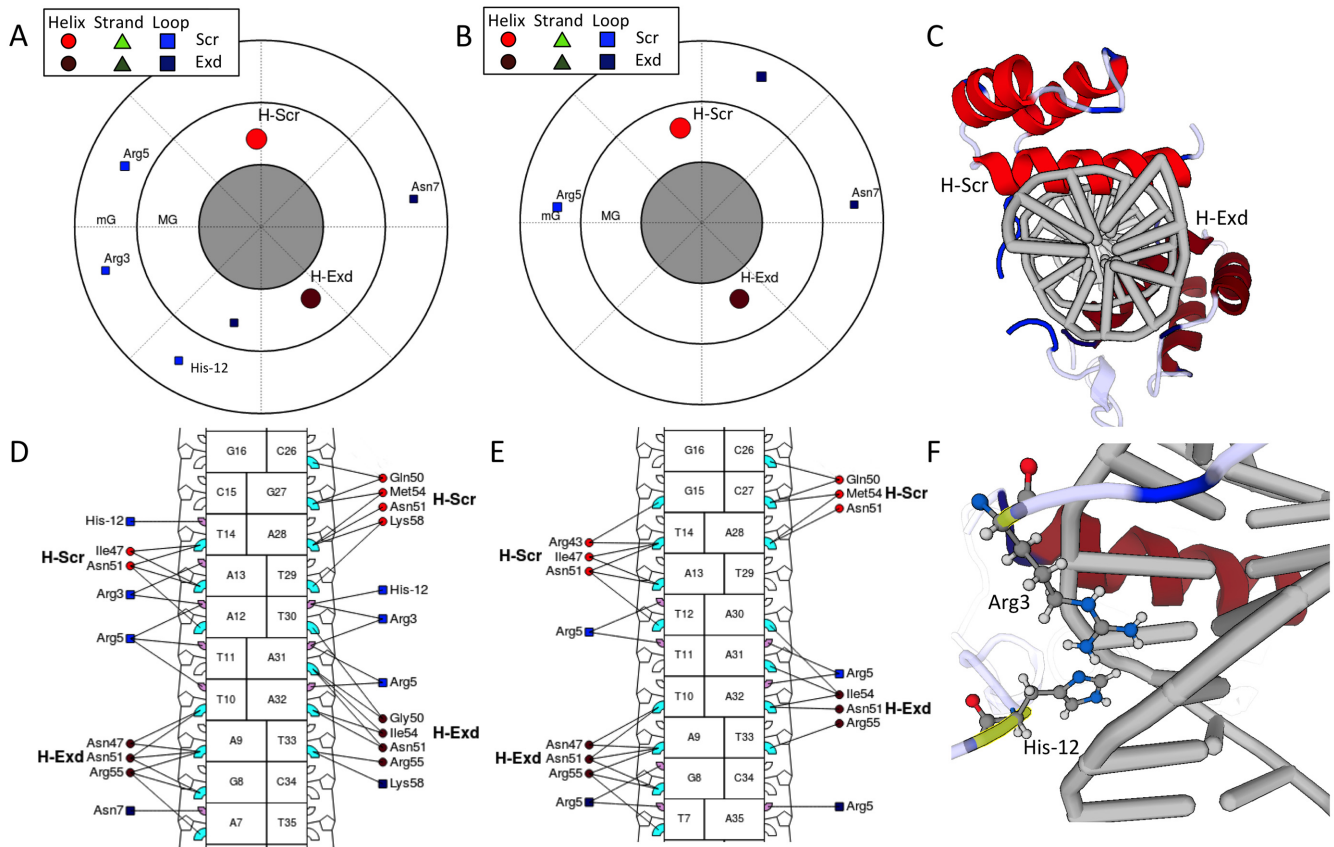 A
Helix Strand Loop
Scr
Exd
H-Scr
Arg5
Asn7
mG
MG
Arg3
H-Exd
His-12
B
Helix Strand Loop
Scr
Exd
H-Scr
Arg5
Asn7
mG
MG
H-Exd
C
H-Scr
H-Exd
D
G16 C26
Gln50
C15 G27
Met54
H-Scr
Asn51
His-12
Lys58
T14 A28
Ile47
H-Scr
Asn51
A13 T29
Arg3
His-12
A12 T30
Arg3
Arg5
T11 A31
Arg5
T10 A32
Gly50
Ile54
H-Exd
Asn47
Asn51
A9 T33
H-Exd
Asn51
Arg55
Arg55
G8 C34
Lys58
Asn7
A7 T35
E
G16 C26
Gln50
G15 C27
Met54
H-Scr
Asn51
T14 A28
Arg43
H-Scr
Ile47
Asn51
A13 T29
T12 A30
Arg5
T11 A31
Arg5
T10 A32
Ile54
Asn51
H-Exd
Arg55
Asn47
A9 T33
H-Exd
Asn51
Arg55
G8 C34
Arg5
Arg5
T7 A35
F
Arg3
His-12